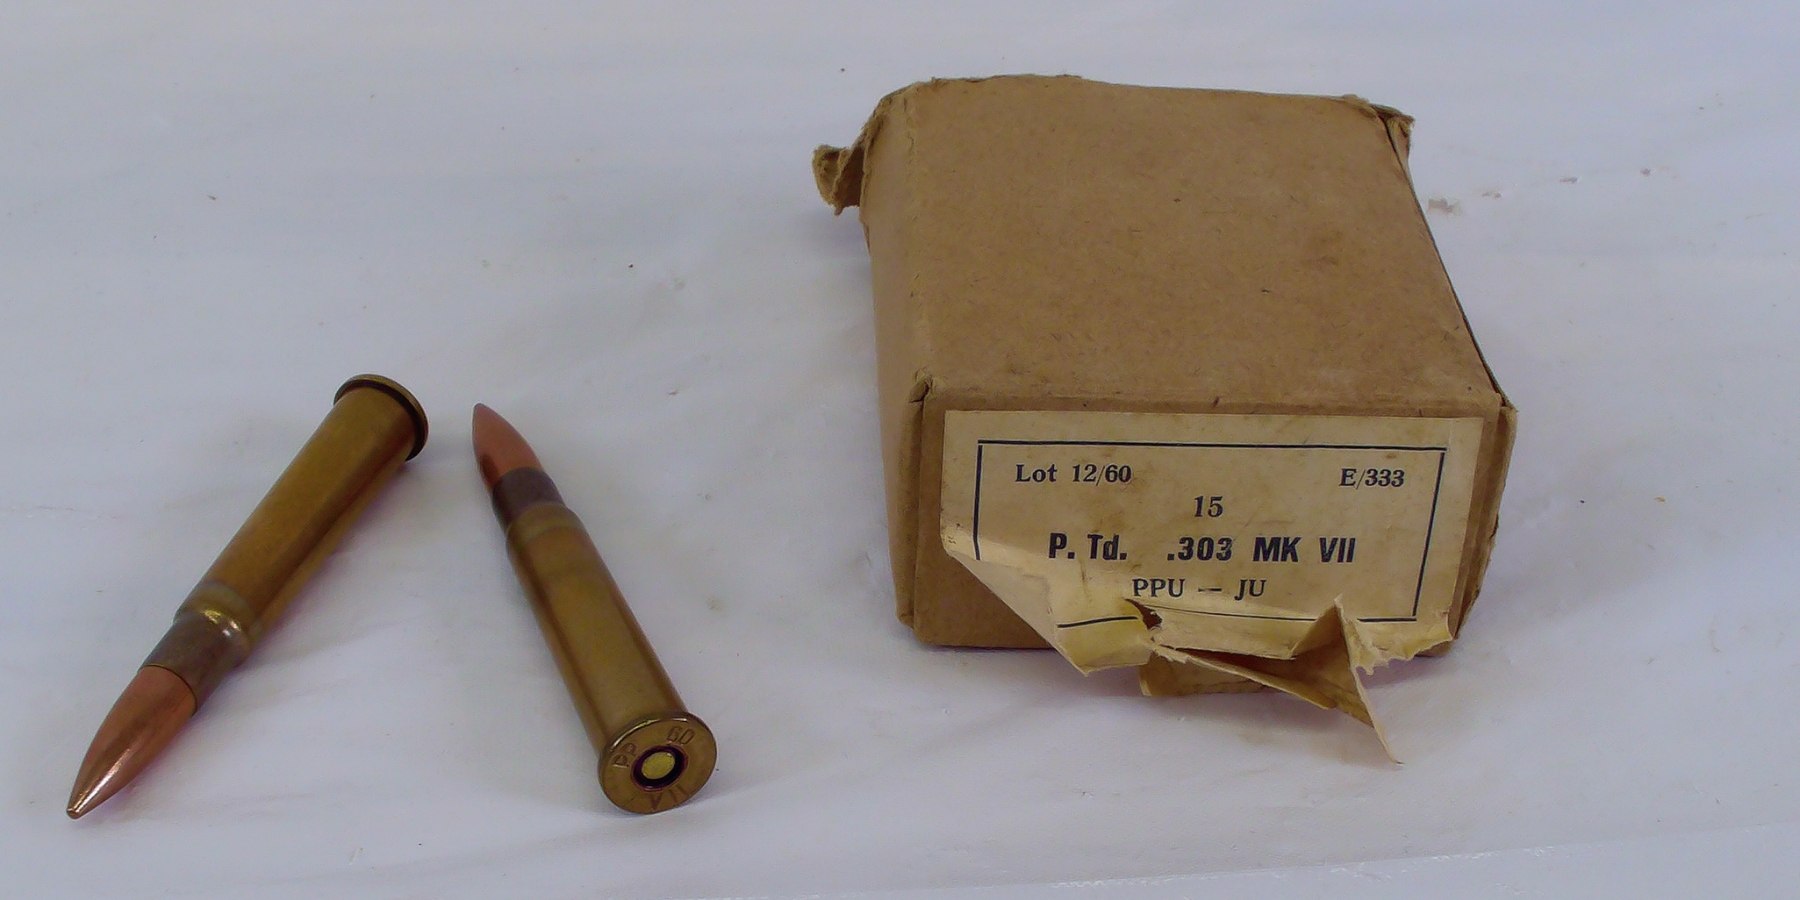 Lot 12/60 E/333
15
P. Td. .303 MK VII
PPU — JU
PP 60
VII